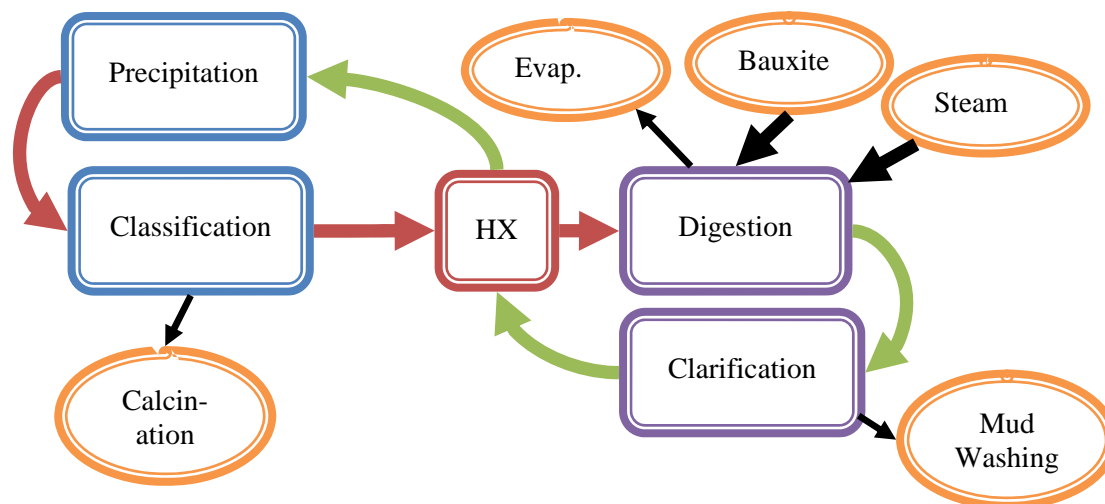 Precipitation
Evap.
Bauxite
Steam
Classification
HX
Digestion
Clarification
Calcin-
ation
Mud
Washing